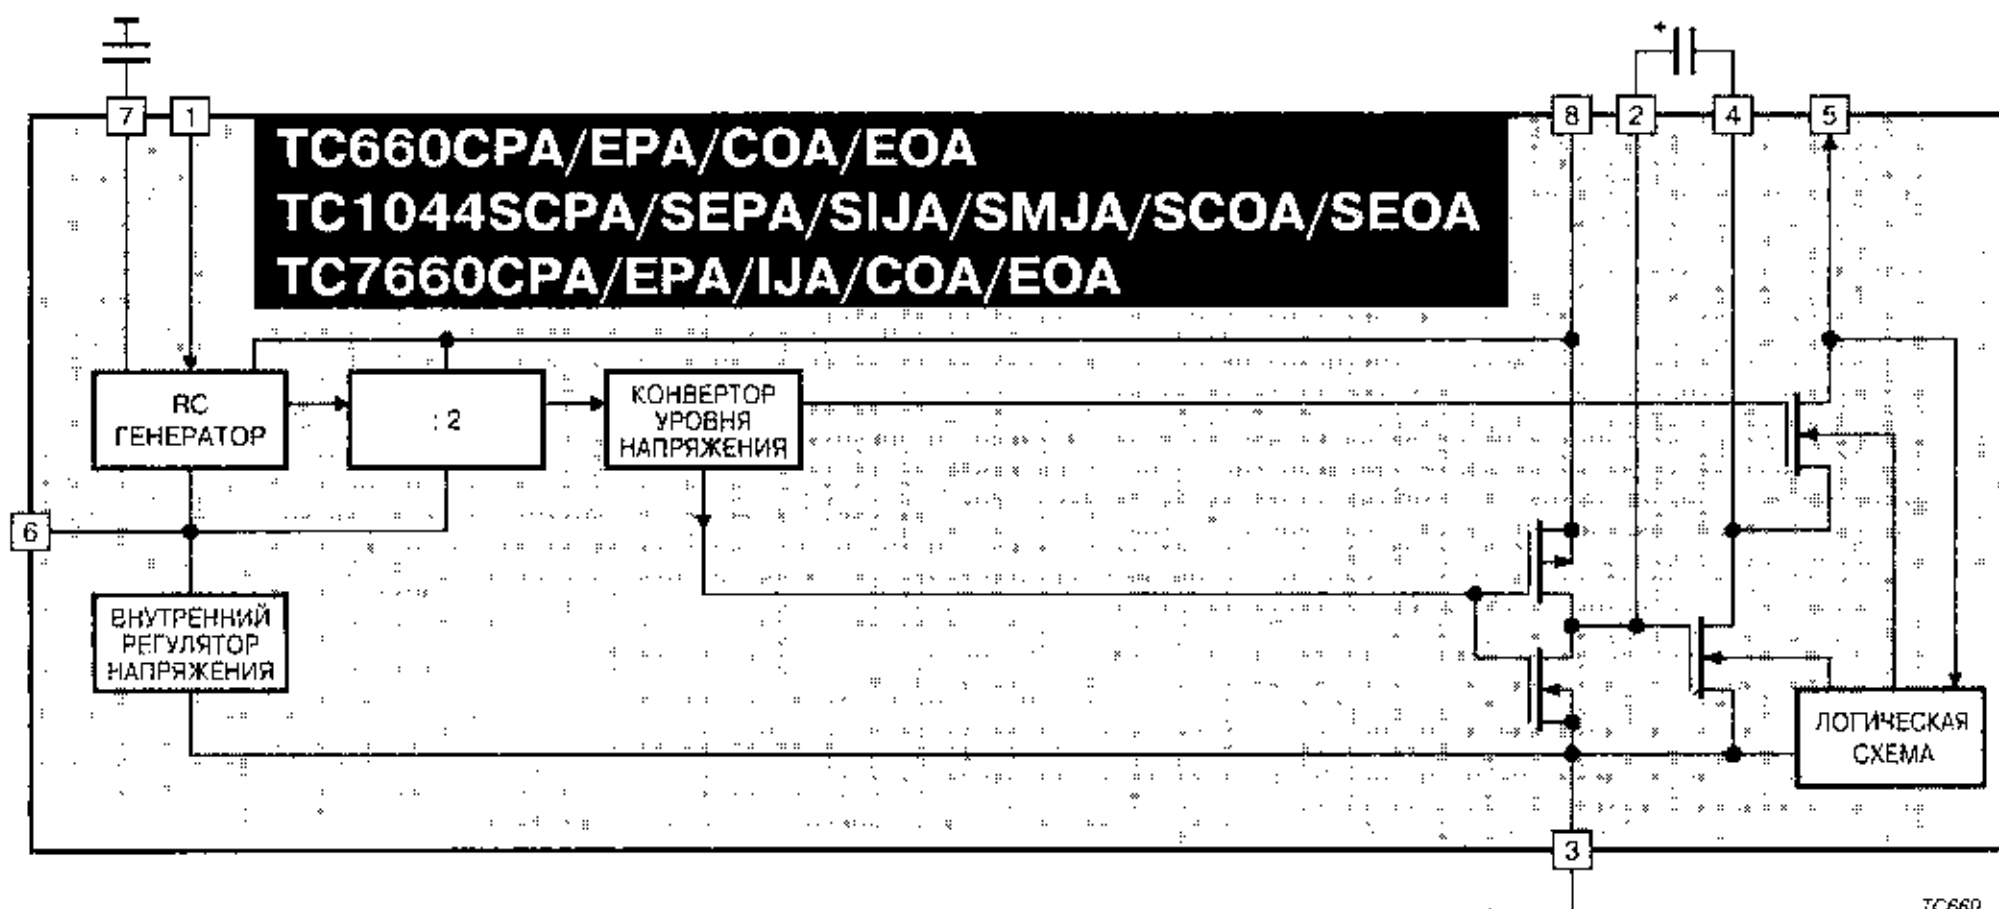 +
7
1
8
2
4
5
TC660CPA/EPA/COA/EOA
TC1044SCPA/SEPA/SIJA/SMJA/SCOA/SEOA
TC7660CPA/EPA/IJA/COA/EOA
RC
ГЕНЕРАТОР
: 2
КОНВЕРТОР
УРОВНЯ
НАПРЯЖЕНИЯ
6
ВНУТРЕННИЙ
РЕГУЛЯТОР
НАПРЯЖЕНИЯ
ЛОГИЧЕСКАЯ
СХЕМА
3
TC660